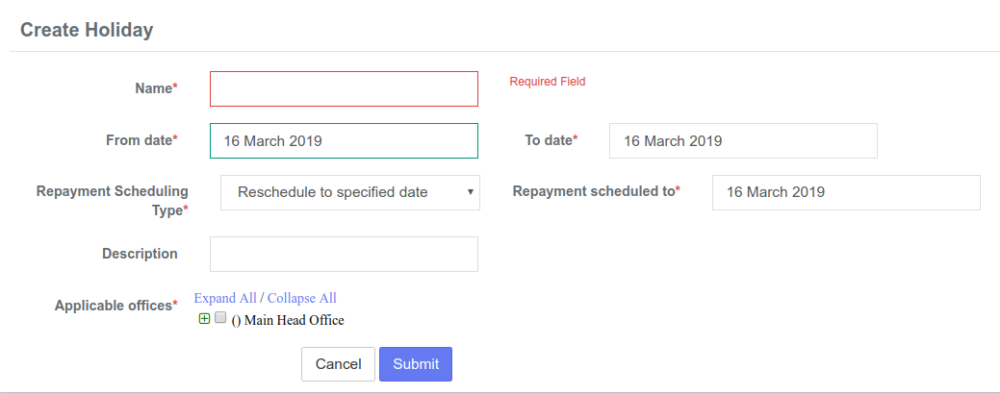 Create Holiday
Name* Required Field
From date* 16 March 2019 To date* 16 March 2019
Repayment Scheduling Type* Reschedule to specified date Repayment scheduled to* 16 March 2019
Description
Applicable offices* Expand All / Collapse All
() Main Head Office
Cancel Submit